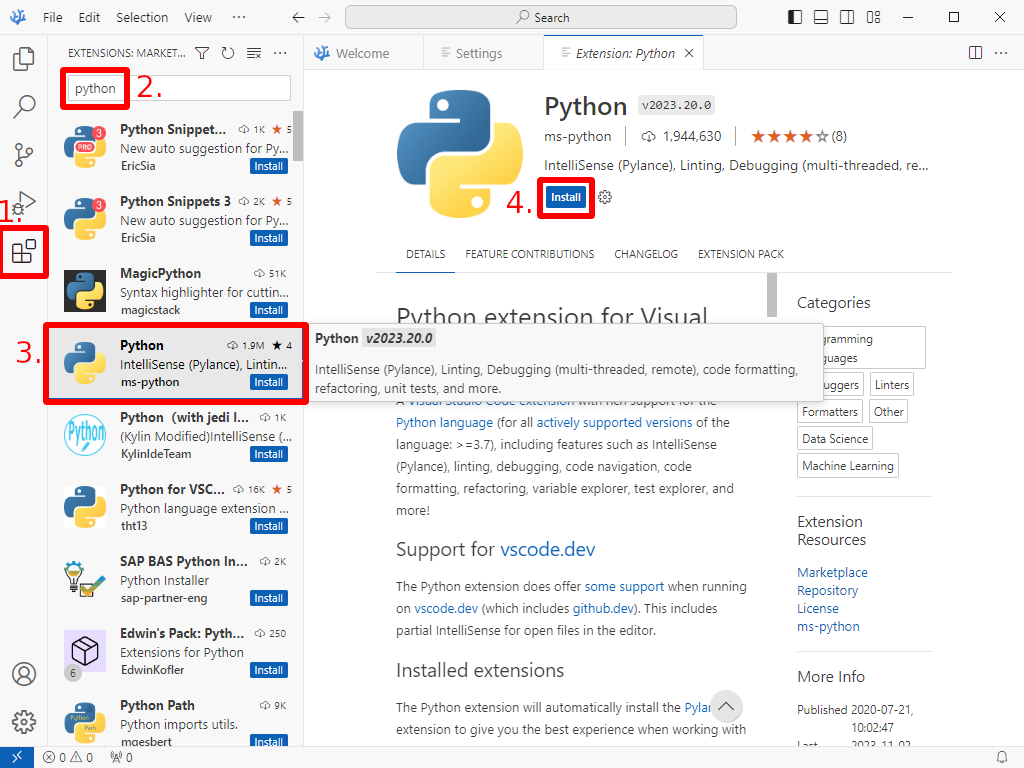 File Edit Selection View ··· Search
EXTENSIONS: MARKET... ···
Welcome Settings Extension: Python ···
python
2.
Python Snippet... 1K ★ 5
3
PRO
New auto suggestion for Py...
EricSia Install
Python Snippets 3 2K ★ 5
3
New auto suggestion for Py...
EricSia Install
1.
MagicPython 51K
Syntax highlighter for cuttin...
magicstack Install
3.
Python 1.9M ★ 4
IntelliSense (Pylance), Lintin...
ms-python Install
Python (with jedi l... 1K
Python
(Kylin Modified)IntelliSense (...
KylinIdeTeam Install
Python for VSC... 16K ★ 5
Python language extension ...
tht13 Install
SAP BAS Python In... 2K
Python Installer
sap-partner-eng Install
Edwin's Pack: Pyth... 250
Extensions for Python
6
EdwinKofler Install
Python Path 9K
Python
Path
Python imports utils.
mgesbert Install
Python v2023.20.0
ms-python 1,944,630 ★★★★☆(8)
IntelliSense (Pylance), Linting, Debugging (multi-threaded, re...
4. Install
DETAILS FEATURE CONTRIBUTIONS CHANGELOG EXTENSION PACK
Python extension for Visual
Python v2023.20.0
IntelliSense (Pylance), Linting, Debugging (multi-threaded, remote), code formatting,
refactoring, unit tests, and more.
A Visual Studio Code extension with rich support for the
Python language (for all actively supported versions of the
language: >=3.7), including features such as IntelliSense
(Pylance), linting, debugging, code navigation, code
formatting, refactoring, variable explorer, test explorer, and
more!
Support for vscode.dev
The Python extension does offer some support when running
on vscode.dev (which includes github.dev). This includes
partial IntelliSense for open files in the editor.
Installed extensions
The Python extension will automatically install the Pyla
extension to give you the best experience when working with
Categories
gramming
guages
uggers Linters
Formatters Other
Data Science
Machine Learning
Extension
Resources
Marketplace
Repository
License
ms-python
More Info
Published 2020-07-21,
10:02:47
Last 2023-11-02
0 0 0